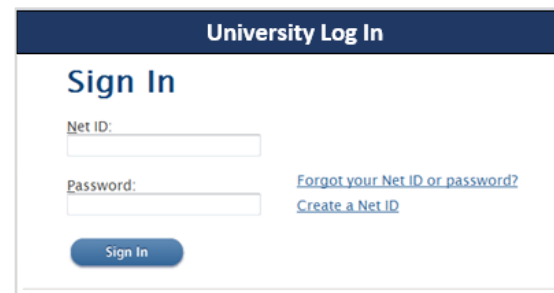 University Log In
Sign In
Net ID:
Password:
Forgot your Net ID or password?
Create a Net ID
Sign In